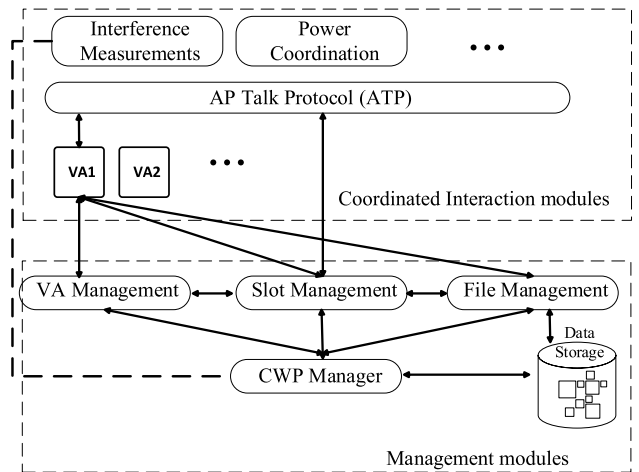 Interference
Measurements
Power
Coordination
AP Talk Protocol (ATP)
VA1
VA2
Coordinated Interaction modules
VA Management
Slot Management
File Management
Data
Storage
CWP Manager
Management modules